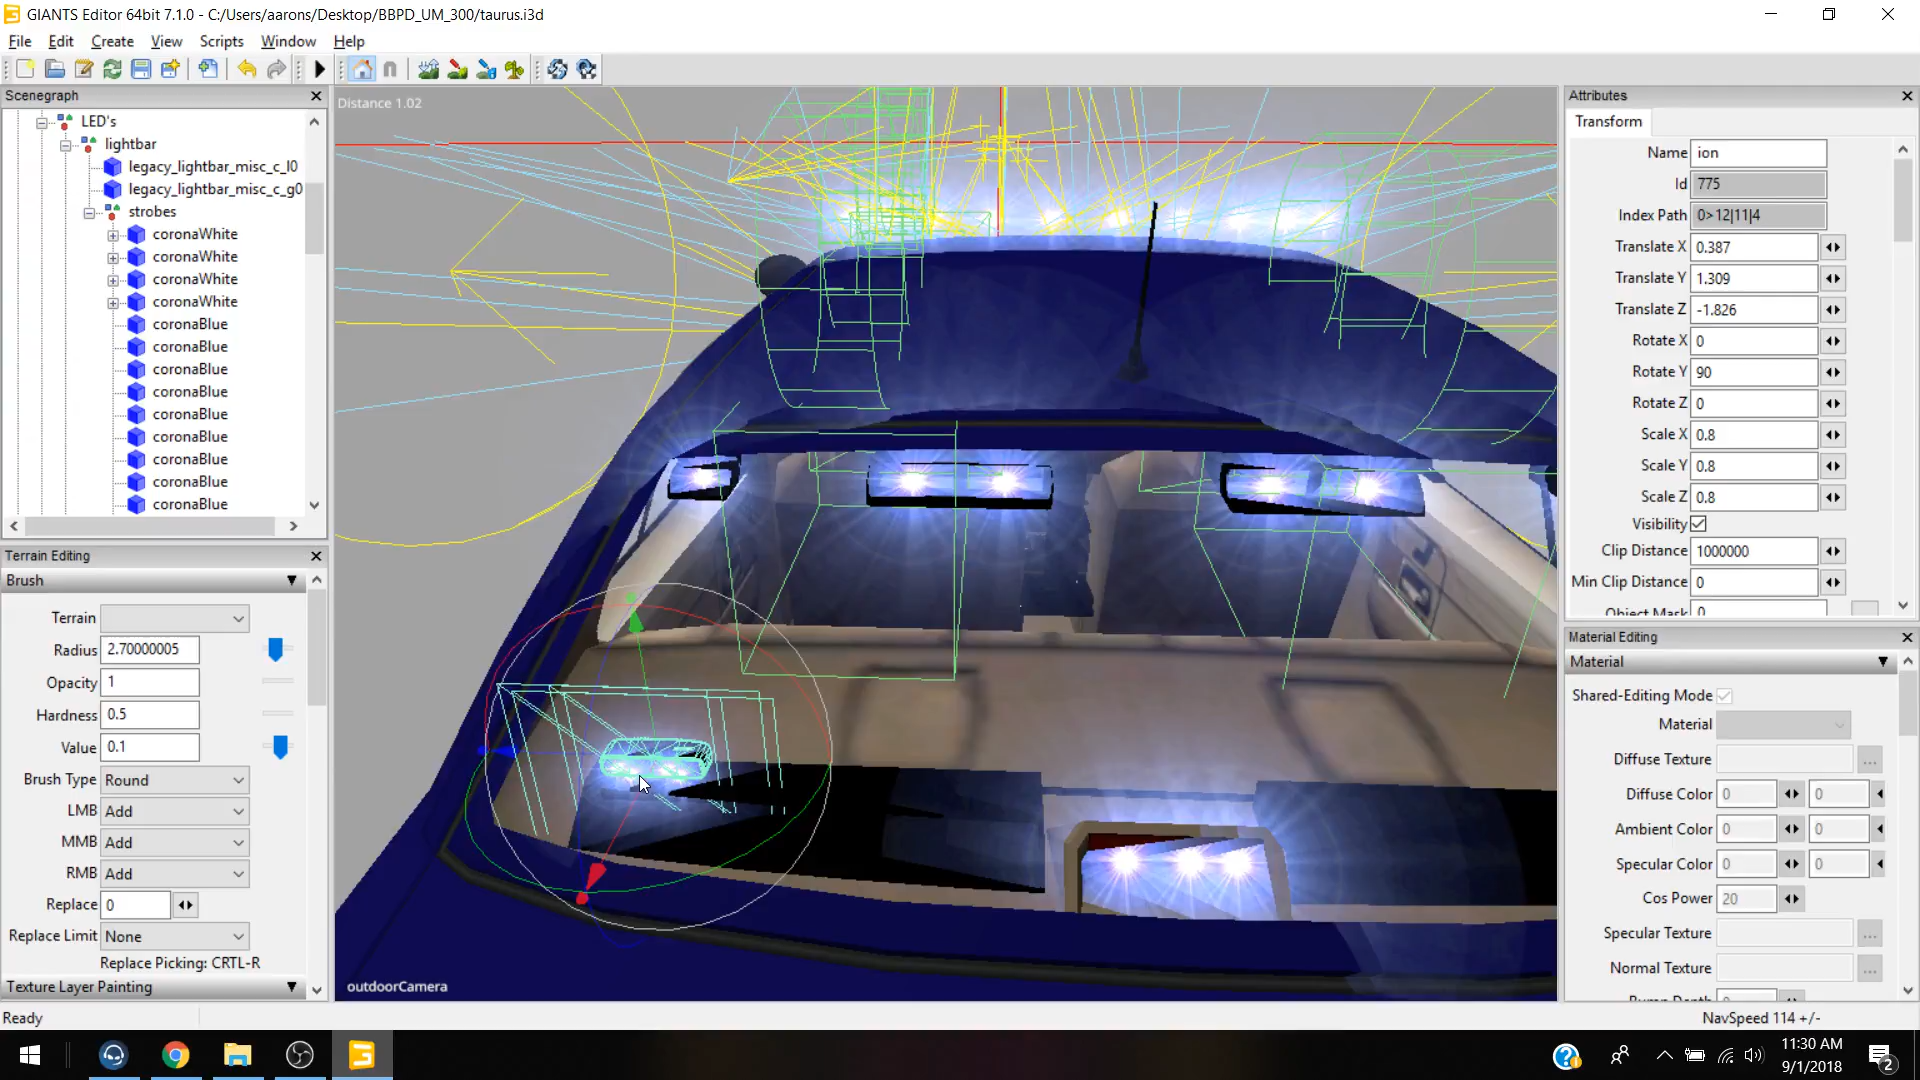 GIANTS Editor 64bit 7.1.0 - C:/Users/aarons/Desktop/BBPD_UM_300/taurus.i3d
File Edit Create View Scripts Window Help
Scenegraph
LED's
lightbar
legacy_lightbar_misc_c_l0
legacy_lightbar_misc_c_g0
strobes
coronaWhite
coronaWhite
coronaWhite
coronaWhite
coronaBlue
coronaBlue
coronaBlue
coronaBlue
coronaBlue
coronaBlue
coronaBlue
coronaBlue
coronaBlue
Terrain Editing
Brush
Terrain
Radius 2.70000005
Opacity 1
Hardness 0.5
Value 0.1
Brush Type Round
LMB Add
MMB Add
RMB Add
Replace 0
Replace Limit None
Replace Picking: CRTL-R
Texture Layer Painting
Ready
Distance 1.02
outdoorCamera
Attributes
Transform
Name ion
Id 775
Index Path 0>12|11|4
Translate X 0.387
Translate Y 1.309
Translate Z -1.826
Rotate X 0
Rotate Y 90
Rotate Z 0
Scale X 0.8
Scale Y 0.8
Scale Z 0.8
Visibility
Clip Distance 1000000
Min Clip Distance 0
Object Mask 0
Material Editing
Material
Shared-Editing Mode
Material
Diffuse Texture ...
Diffuse Color 0 0
Ambient Color 0 0
Specular Color 0 0
Cos Power 20
Specular Texture ...
Normal Texture ...
Bump Depth 0
NavSpeed 114 +/-
11:30 AM
9/1/2018
2